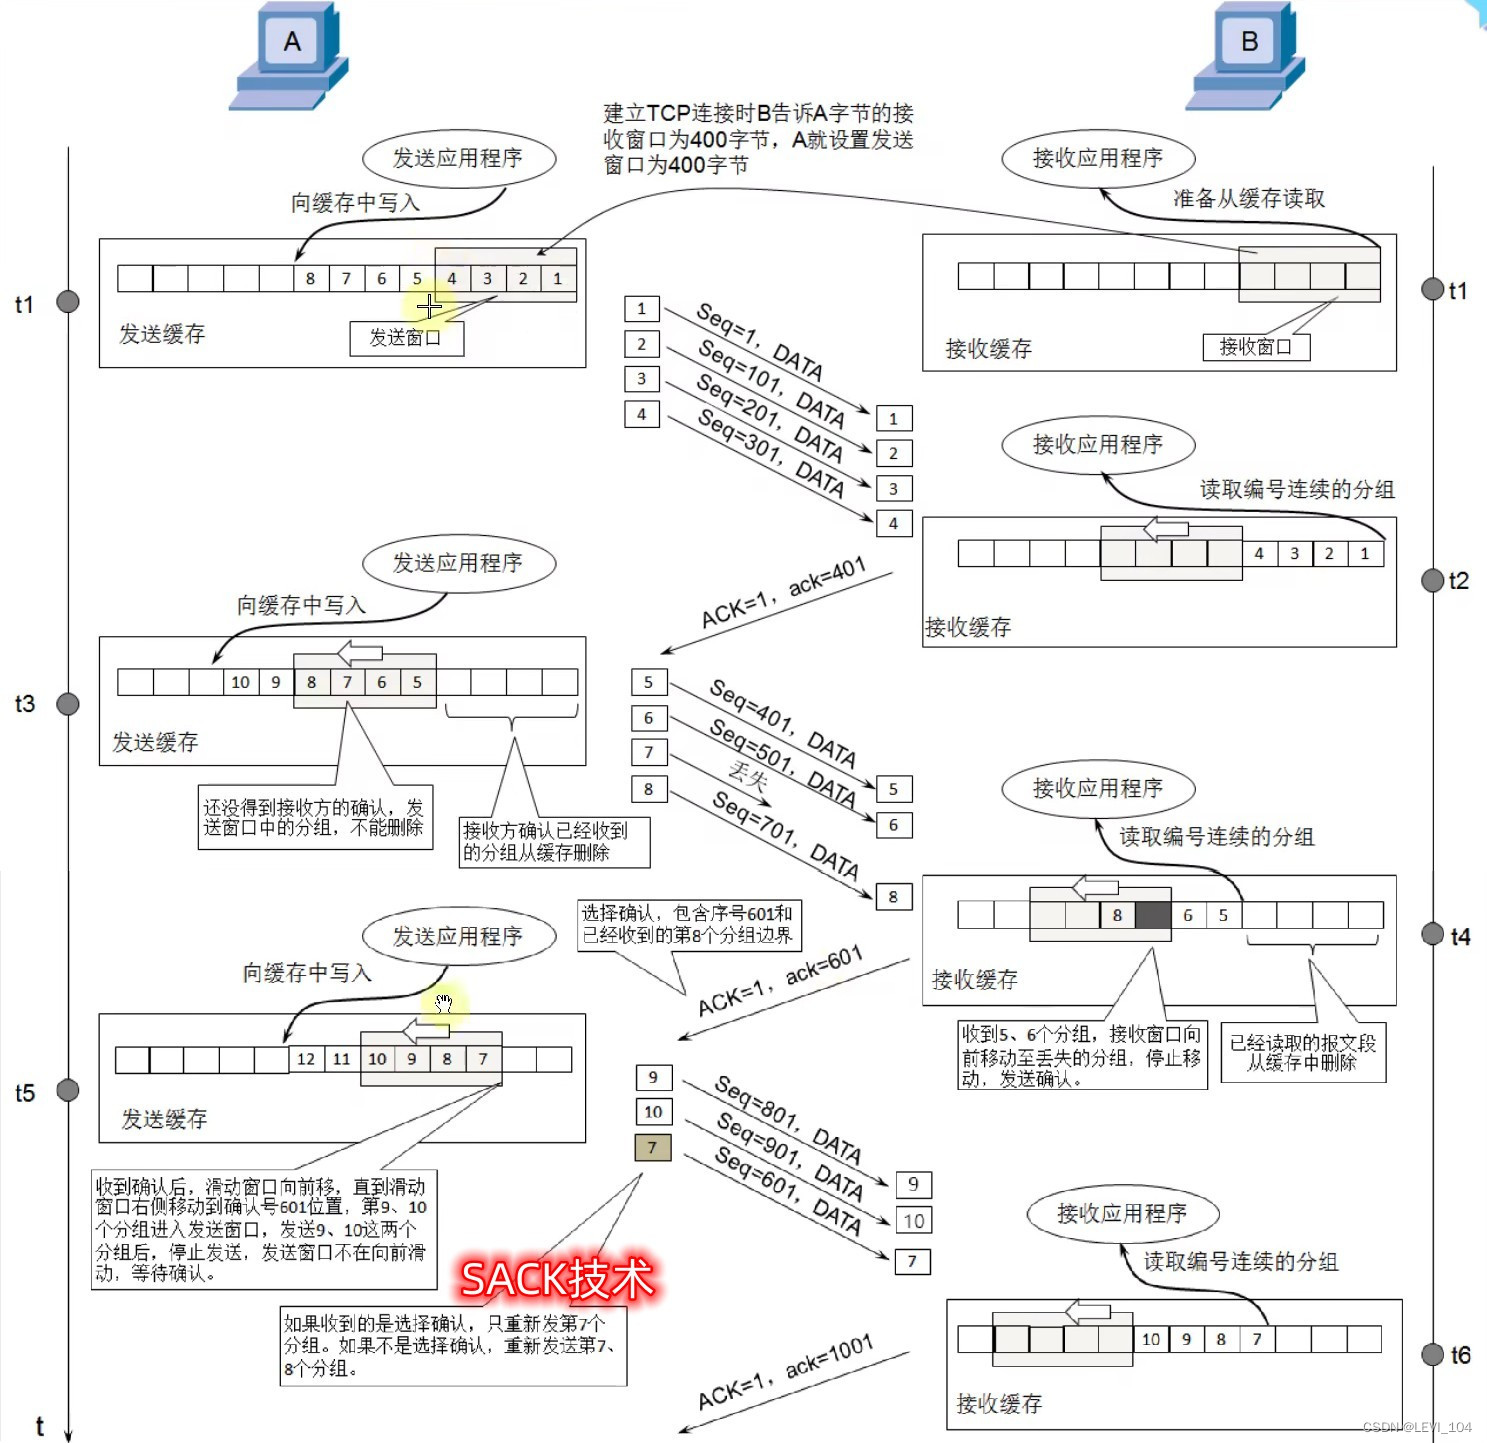 A
B
建立TCP连接时B告诉A字节的接
收窗口为400字节，A就设置发送
窗口为400字节
发送应用程序
接收应用程序
向缓存中写入
准备从缓存读取
8 7 6 5 4 3 2 1
t1
t1
发送缓存
发送窗口
接收缓存
接收窗口
1
2
3
4
Seq=1，DATA
Seq=101，DATA
Seq=201，DATA
Seq=301，DATA
1
2
3
4
接收应用程序
读取编号连续的分组
4 3 2 1
t2
接收缓存
ACK=1，ack=401
发送应用程序
向缓存中写入
10 9 8 7 6 5
t3
发送缓存
还没得到接收方的确认，发
送窗口中的分组，不能删除
接收方确认已经收到
的分组从缓存删除
5
6
7
8
Seq=401，DATA
Seq=501，DATA
丢失
Seq=701，DATA
5
6
8
接收应用程序
读取编号连续的分组
8 6 5
t4
接收缓存
收到5、6个分组，接收窗口向
前移动至丢失的分组，停止移
动，发送确认。
已经读取的报文段
从缓存中删除
选择确认，包含序号601和
已经收到的第8个分组边界
ACK=1，ack=601
发送应用程序
向缓存中写入
12 11 10 9 8 7
t5
发送缓存
收到确认后，滑动窗口向前移，直到滑动
窗口右侧移动到确认号601位置，第9、10
个分组进入发送窗口，发送9、10这两个
分组后，停止发送，发送窗口不在向前滑
动，等待确认。
9
10
7
Seq=801，DATA
Seq=901，DATA
Seq=601，DATA
9
10
7
SACK技术
如果收到的是选择确认，只重新发第7个
分组。如果不是选择确认，重新发送第7、
8个分组。
接收应用程序
读取编号连续的分组
10 9 8 7
t6
接收缓存
ACK=1，ack=1001
t
CSDN @LEVI_104